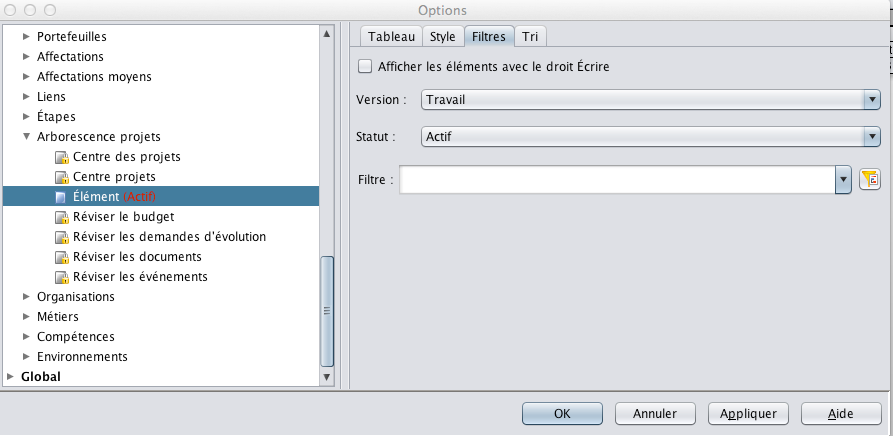 Options
Portefeuilles
Affectations
Affectations moyens
Liens
Étapes
Arborescence projets
Centre des projets
Centre projets
Élément (Actif)
Réviser le budget
Réviser les demandes d'évolution
Réviser les documents
Réviser les événements
Organisations
Métiers
Compétences
Environnements
Global
Tableau Style Filtres Tri
Afficher les éléments avec le droit Écrire
Version : Travail
Statut : Actif
Filtre :
OK Annuler Appliquer Aide